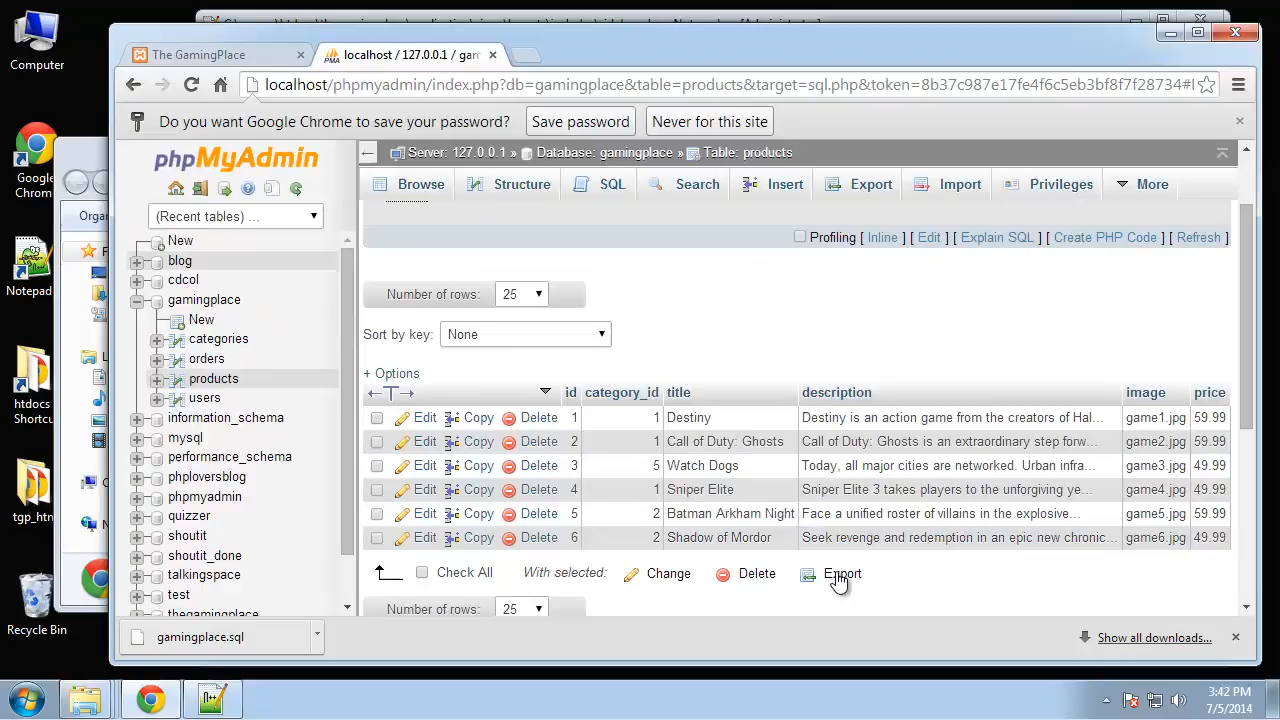 Computer
Google
Chrom
Notepad
htdocs
Shortcu
tgp_htn
Recycle Bin
Organ
The GamingPlace
localhost / 127.0.0.1 / gam
localhost/phpmyadmin/index.php?db=gamingplace&table=products&target=sql.php&token=8b37c987e17fe4f6c5eb3bf8f7f28734#
Do you want Google Chrome to save your password?
Save password
Never for this site
phpMyAdmin
(Recent tables) ...
New
blog
cdcol
gamingplace
New
categories
orders
products
users
information_schema
mysql
performance_schema
phploversblog
phpmyadmin
quizzer
shoutit
shoutit_done
talkingspace
test
thegamingplace
Server: 127.0.0.1 » Database: gamingplace » Table: products
Browse Structure SQL Search Insert Export Import Privileges More
Profiling [ Inline ] [ Edit ] [ Explain SQL ] [ Create PHP Code ] [ Refresh ]
Number of rows: 25
Sort by key: None
+ Options
id category_id title description image price
Edit Copy Delete 1 1 Destiny Destiny is an action game from the creators of Hal... game1.jpg 59.99
Edit Copy Delete 2 1 Call of Duty: Ghosts Call of Duty: Ghosts is an extraordinary step forw... game2.jpg 59.99
Edit Copy Delete 3 5 Watch Dogs Today, all major cities are networked. Urban infra... game3.jpg 49.99
Edit Copy Delete 4 1 Sniper Elite Sniper Elite 3 takes players to the unforgiving ye... game4.jpg 49.99
Edit Copy Delete 5 2 Batman Arkham Night Face a unified roster of villains in the explosive... game5.jpg 59.99
Edit Copy Delete 6 2 Shadow of Mordor Seek revenge and redemption in an epic new chronic... game6.jpg 49.99
Check All With selected: Change Delete Export
Number of rows: 25
gamingplace.sql
Show all downloads...
3:42 PM
7/5/2014